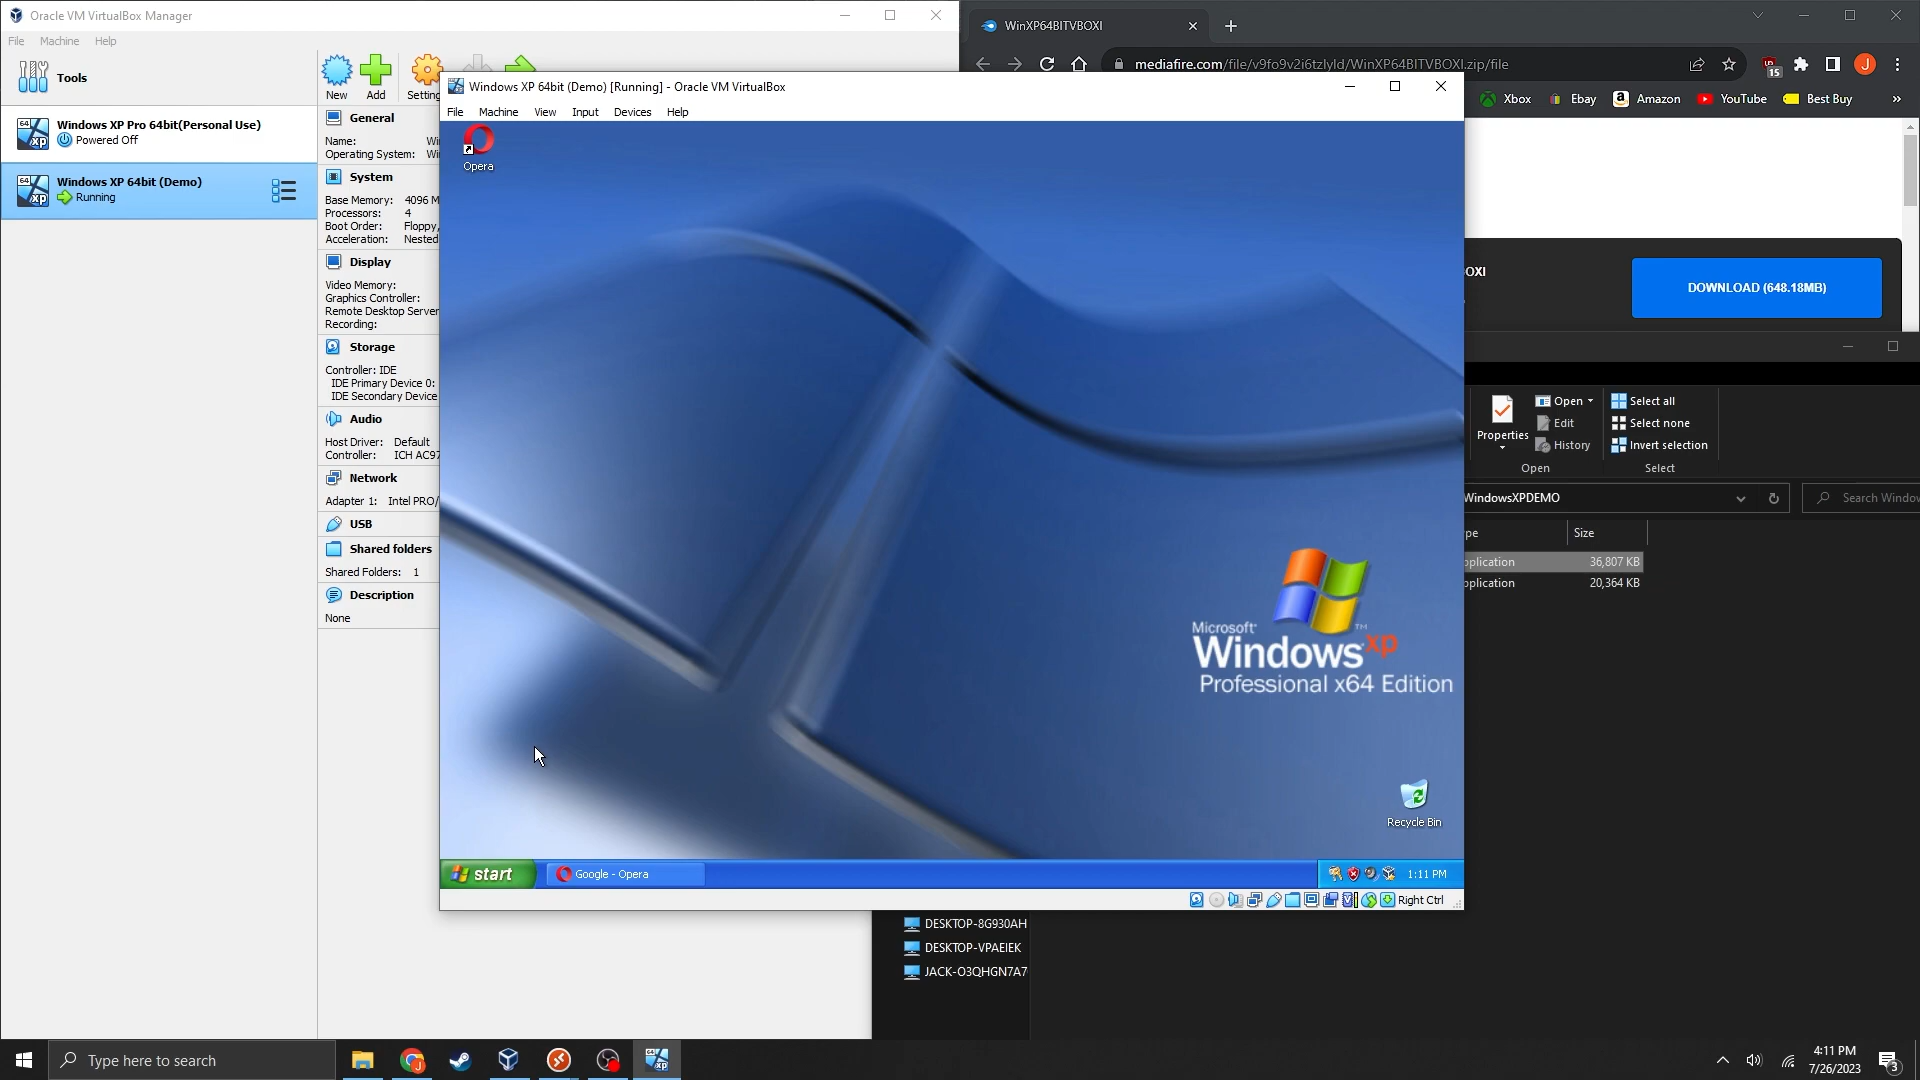 Oracle VM VirtualBox Manager
File Machine Help
Tools
New
Add
Windows XP Pro 64bit(Personal Use)
Powered Off
Windows XP 64bit (Demo)
Running
General
Name:
Operating System:
System
Base Memory: 4096 M
Processors: 4
Boot Order: Floppy,
Acceleration: Nested
Display
Video Memory:
Graphics Controller:
Remote Desktop Server
Recording:
Storage
Controller: IDE
IDE Primary Device 0:
IDE Secondary Device
Audio
Host Driver: Default
Controller: ICH AC97
Network
Adapter 1: Intel PRO/
USB
Shared folders
Shared Folders: 1
Description
None
Windows XP 64bit (Demo) [Running] - Oracle VM VirtualBox
File Machine View Input Devices Help
Opera
Microsoft
Windows xp
TM
Professional x64 Edition
Recycle Bin
start
Google - Opera
1:11 PM
Right Ctrl
WinXP64BITVBOXI
mediafire.com/file/v9fo9v2i6tzlyld/WinXP64BITVBOXI.zip/file
15
J
Xbox
Ebay
Amazon
YouTube
Best Buy
OXI
DOWNLOAD (648.18MB)
Properties
Open
Edit
History
Open
Select all
Select none
Invert selection
Select
WindowsXPDEMO
Search Window
pe
Size
pplication 36,807 KB
pplication 20,364 KB
DESKTOP-8G930AH
DESKTOP-VPAEIEK
JACK-O3QHGN7A7
Type here to search
4:11 PM
7/26/2023
3